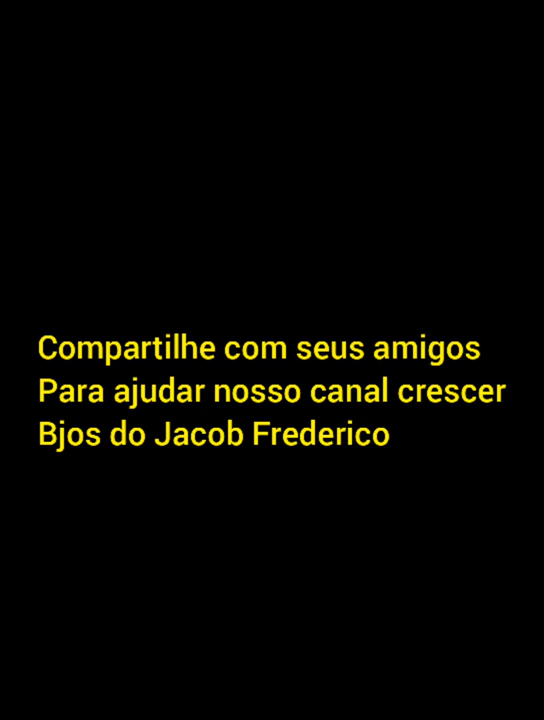 Compartilhe com seus amigos
Para ajudar nosso canal crescer
Bjos do Jacob Frederico